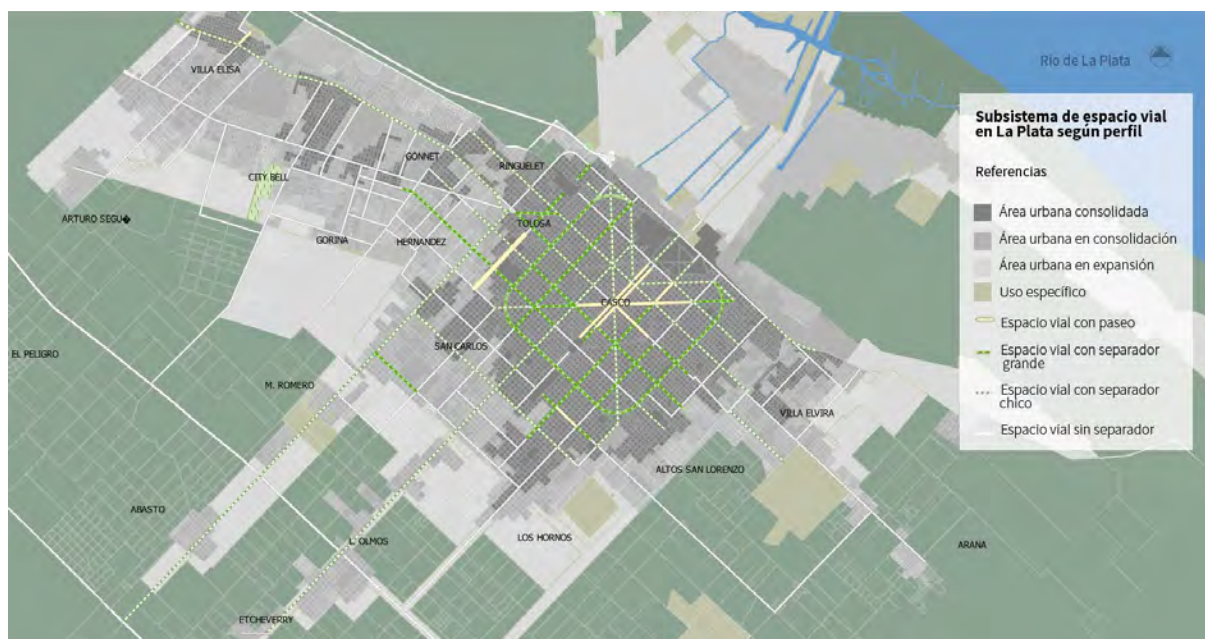 Río de La Plata
Subsistema de espacio vial
en La Plata según perfil
Referencias
Área urbana consolidada
Área urbana en consolidación
Área urbana en expansión
Uso específico
Espacio vial con paseo
Espacio vial con separador
grande
Espacio vial con separador
chico
Espacio vial sin separador
VILLA ELISA
GONNET
RINGUELET
CITY BELL
ARTURO SEGU�
GORINA
HERNANDEZ
TOLOSA
CASCO
SAN CARLOS
EL PELIGRO
M. ROMERO
VILLA ELVIRA
ALTOS SAN LORENZO
ABASTO
L. OLMOS
LOS HORNOS
ARANA
ETCHEVERRY